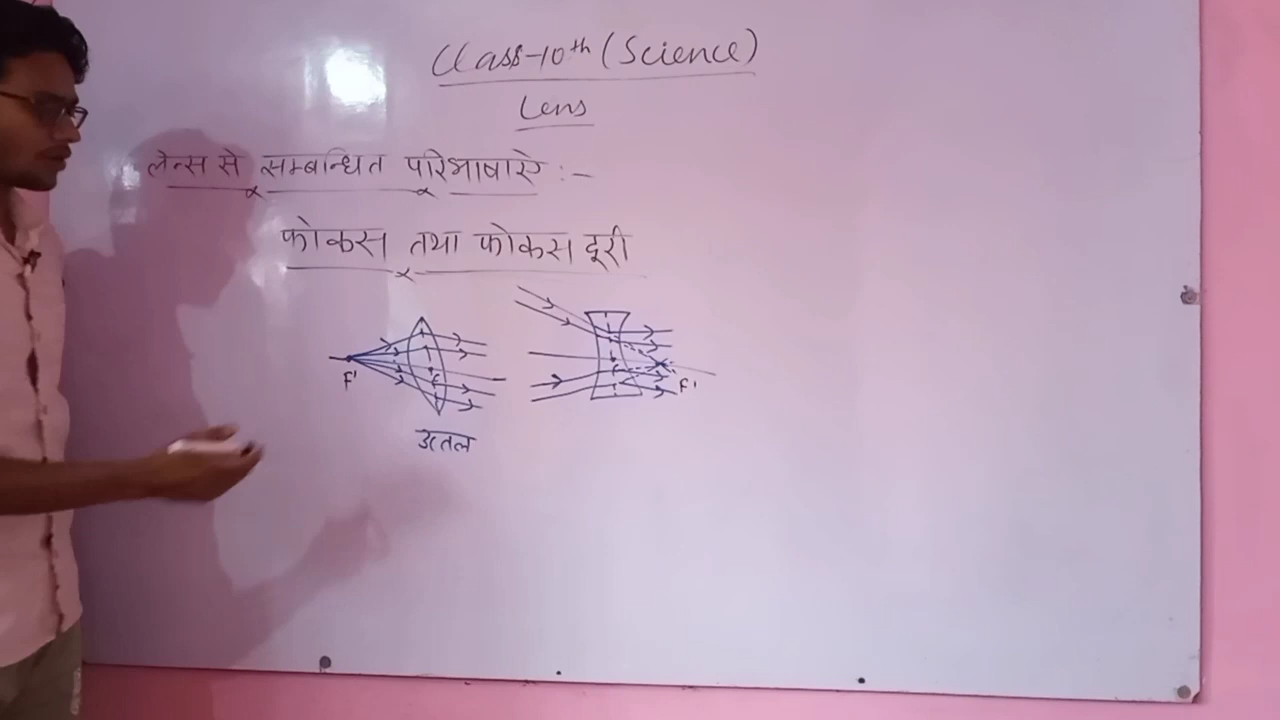 Class-10th (Science)
Lens
लेन्स से सम्बन्धित परिभाषाऐं :-
फोकस तथा फोकस दूरी
F'
F'
उत्तल